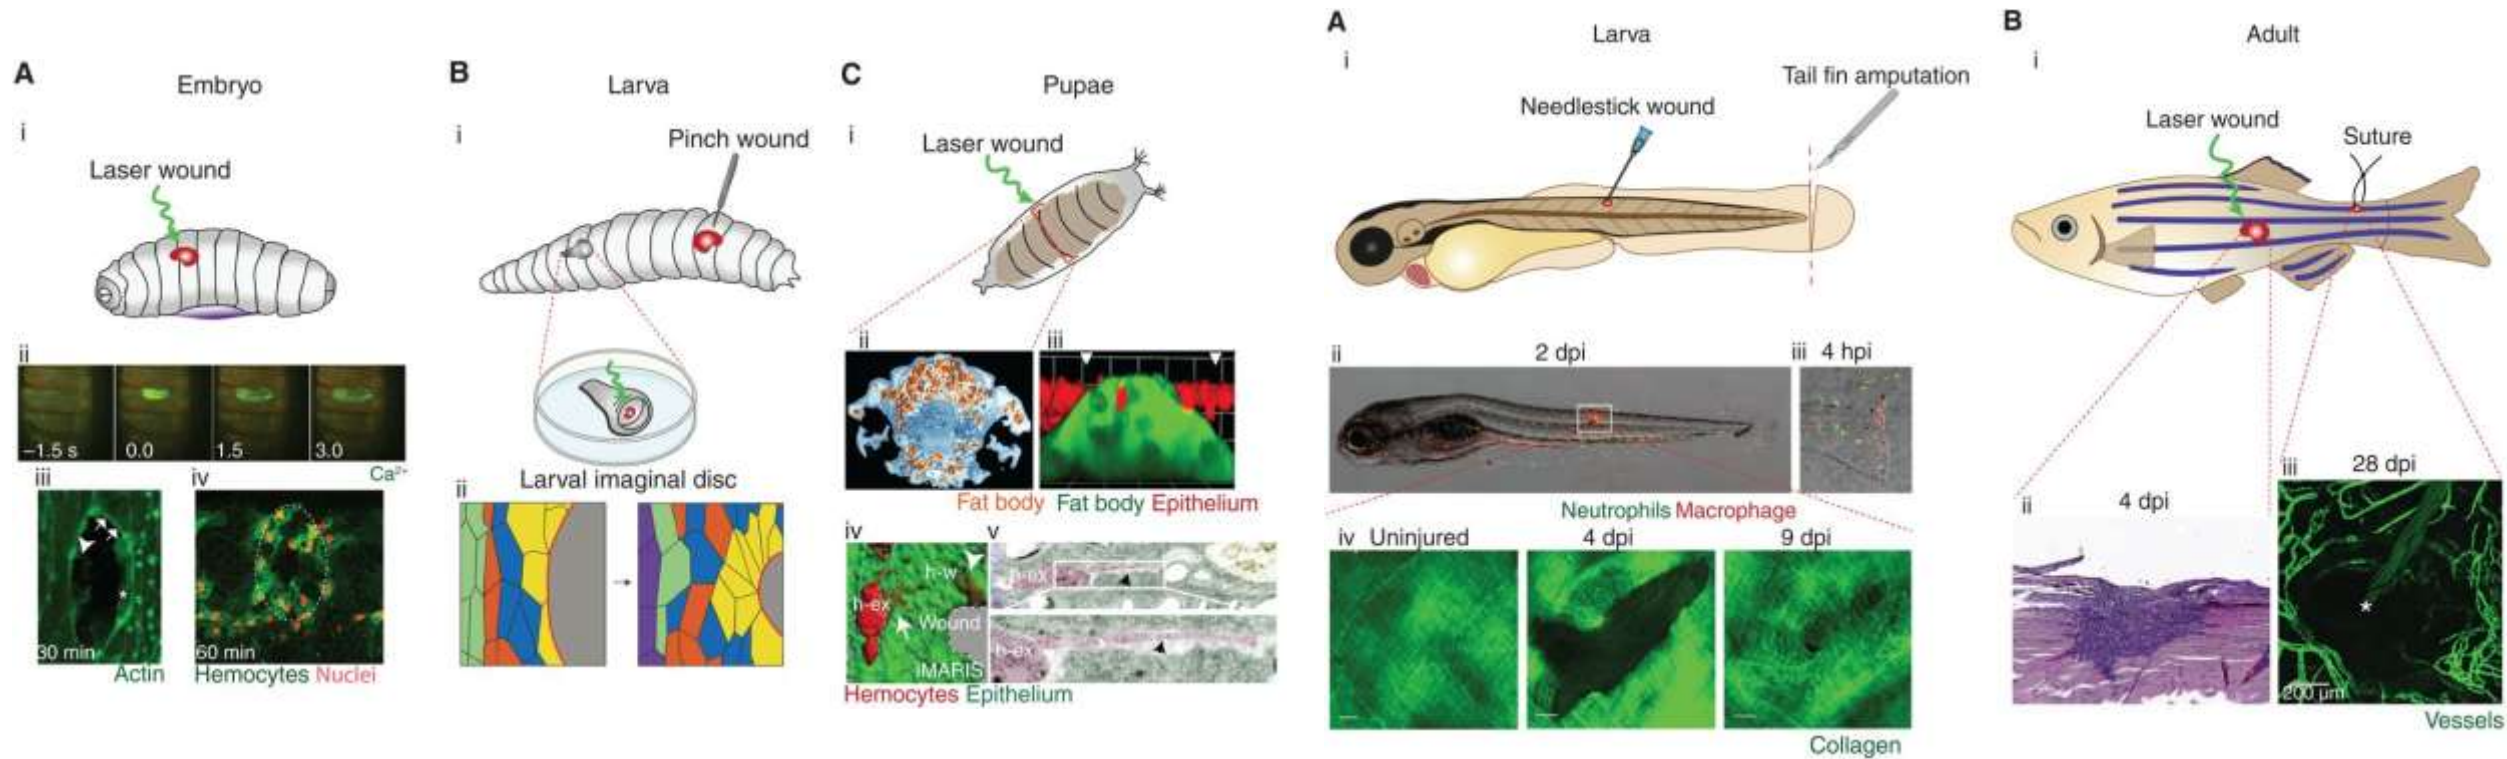 A
Embryo
i
Laser wound
ii
−1.5 s
0.0
1.5
3.0
Ca²⁺
iii
30 min
Actin
iv
60 min
Hemocytes Nuclei
B
Larva
i
Pinch wound
Larval imaginal disc
ii
C
Pupae
i
Laser wound
ii
Fat body
iii
Fat body Epithelium
iv
h-w
h-ex
Wound
iMARIS
Hemocytes Epithelium
v
h-ex
h-ex
A
Larva
i
Needlestick wound
Tail fin amputation
ii
2 dpi
iii 4 hpi
Neutrophils Macrophage
iv Uninjured
4 dpi
9 dpi
Collagen
B
Adult
i
Laser wound
Suture
ii
4 dpi
iii
28 dpi
*
200 μm
Vessels